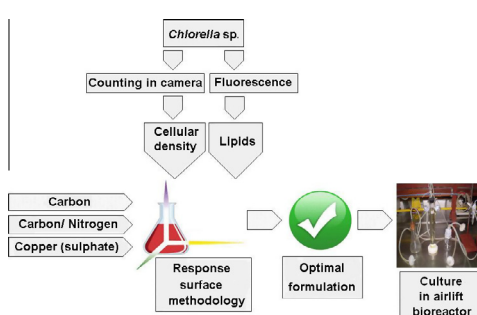 Chlorella sp.
Counting in camera
Fluorescence
Cellular
density
Lipids
Carbon
Carbon/ Nitrogen
Copper (sulphate)
Response
surface
methodology
Optimal
formulation
Culture
in airlift
bioreactor